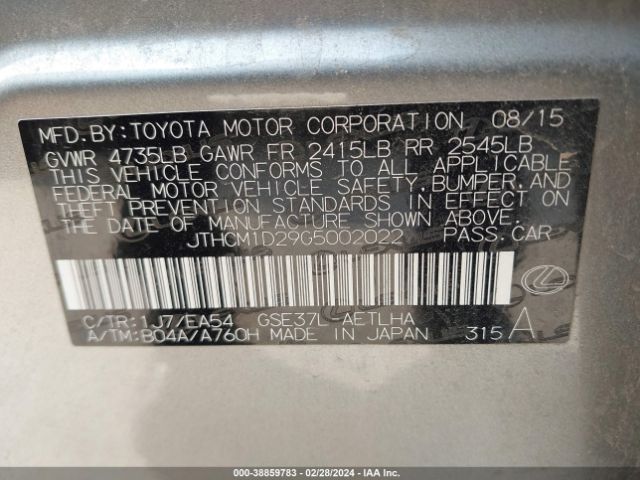 MFD.BY:TOYOTA MOTOR CORPORATION 08/15
GVWR 4735LB GAWR FR 2415LB RR 2545LB
THIS VEHICLE CONFORMS TO ALL APPLICABLE
FEDERAL MOTOR VEHICLE SAFETY,BUMPER,AND
THEFT PREVENTION STANDARDS IN EFFECT ON
THE DATE OF MANUFACTURE SHOWN ABOVE.
JTHCM1D29G5002022 PASS.CAR
C/TR:1J7/EA54 GSE37L AETLHA
A/TM:B04A/A760H MADE IN JAPAN 315 A
000-38859783 - 02/28/2024 - IAA Inc.